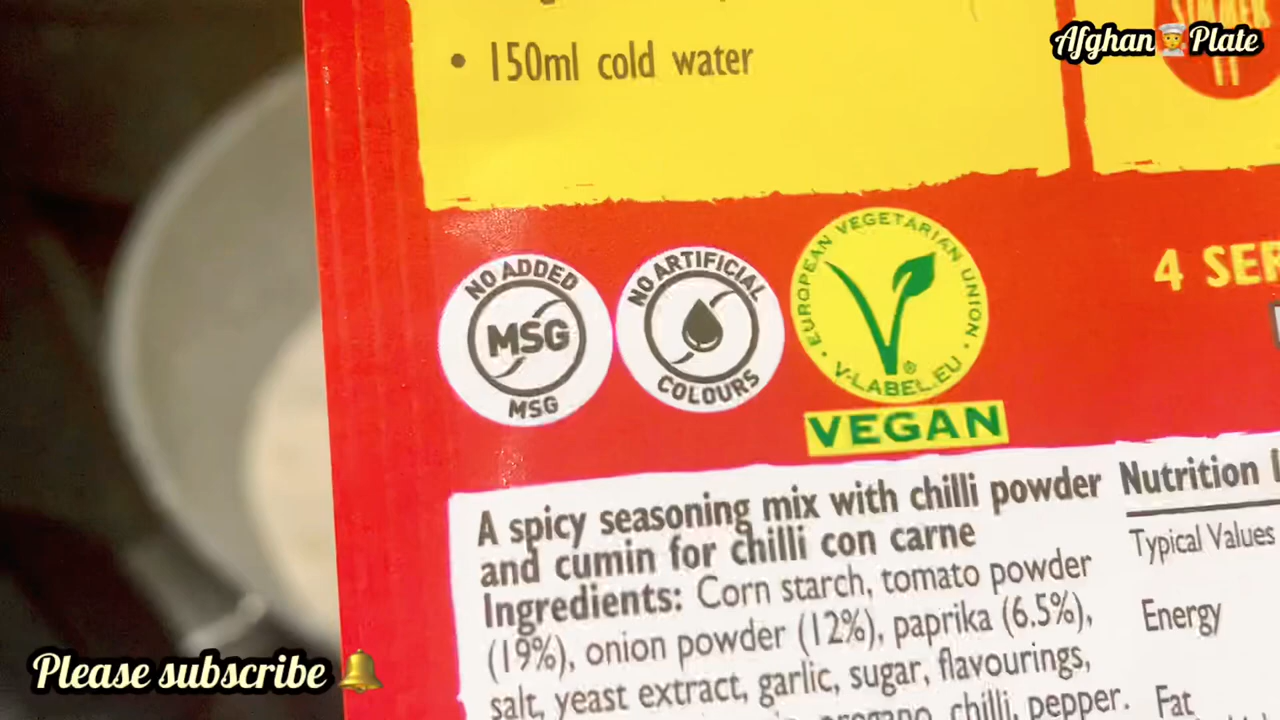 Afghan Plate
• 150ml cold water
SIMMER
NO ADDED
MSG
MSG
NO ARTIFICIAL
COLOURS
EUROPEAN VEGETARIAN UNION
V-LABEL.EU
®
VEGAN
4 SER
A spicy seasoning mix with chilli powder
and cumin for chilli con carne
Ingredients: Corn starch, tomato powder
(19%), onion powder (12%), paprika (6.5%),
salt, yeast extract, garlic, sugar, flavourings,
oregano, chilli, pepper.
Nutrition
Typical Values
Energy
Fat
Please subscribe